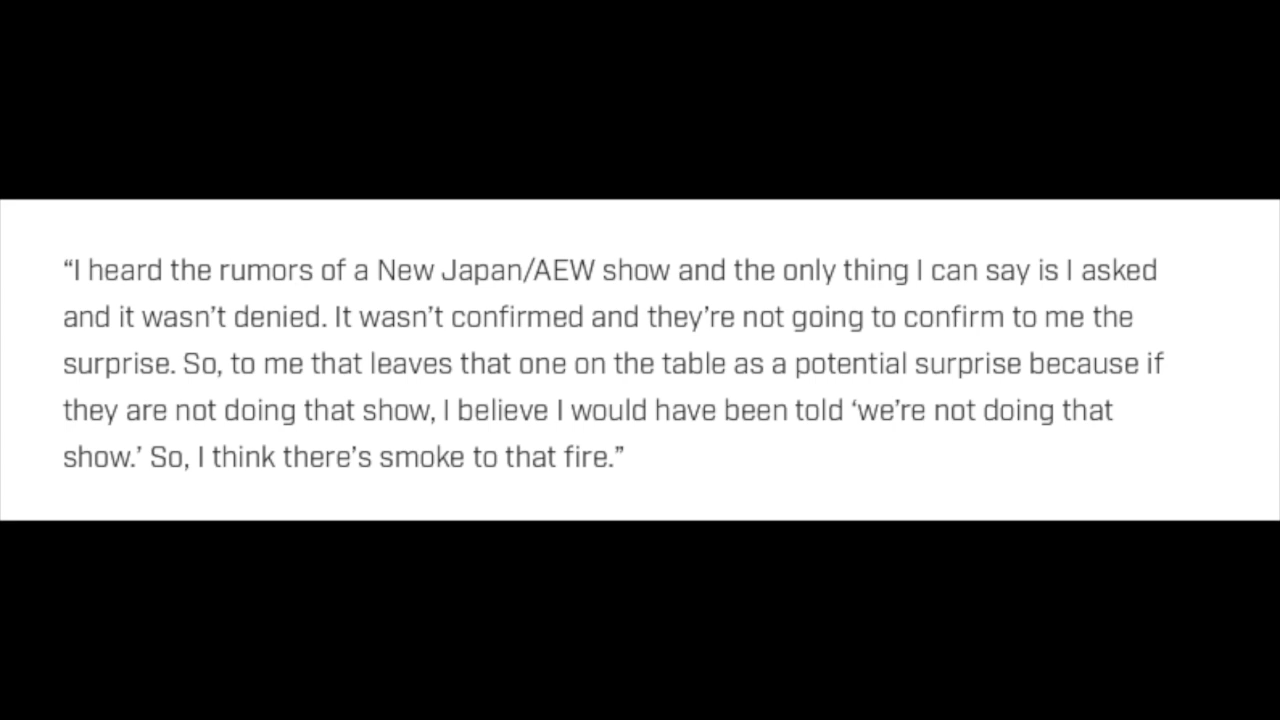 “I heard the rumors of a New Japan/AEW show and the only thing I can say is I asked
and it wasn’t denied. It wasn’t confirmed and they’re not going to confirm to me the
surprise. So, to me that leaves that one on the table as a potential surprise because if
they are not doing that show, I believe I would have been told ‘we’re not doing that
show.’ So, I think there’s smoke to that fire.”